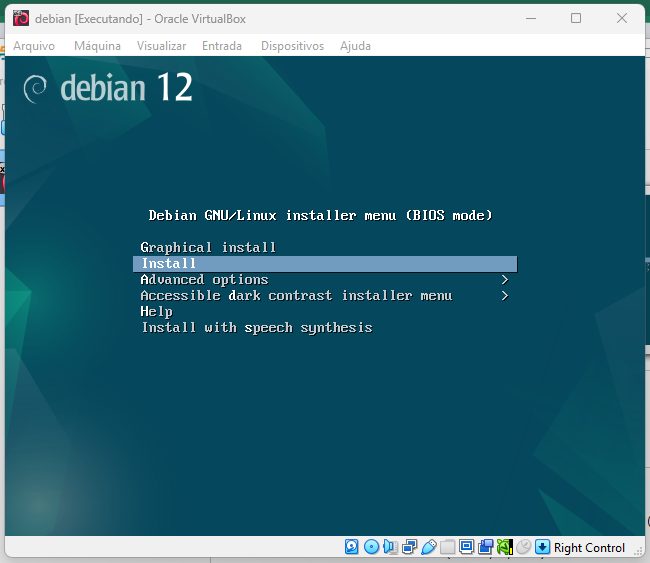 debian [Executando] - Oracle VirtualBox
Arquivo Máquina Visualizar Entrada Dispositivos Ajuda
debian 12
Debian GNU/Linux installer menu (BIOS mode)
Graphical install
Install
Advanced options >
Accessible dark contrast installer menu >
Help
Install with speech synthesis
Right Control